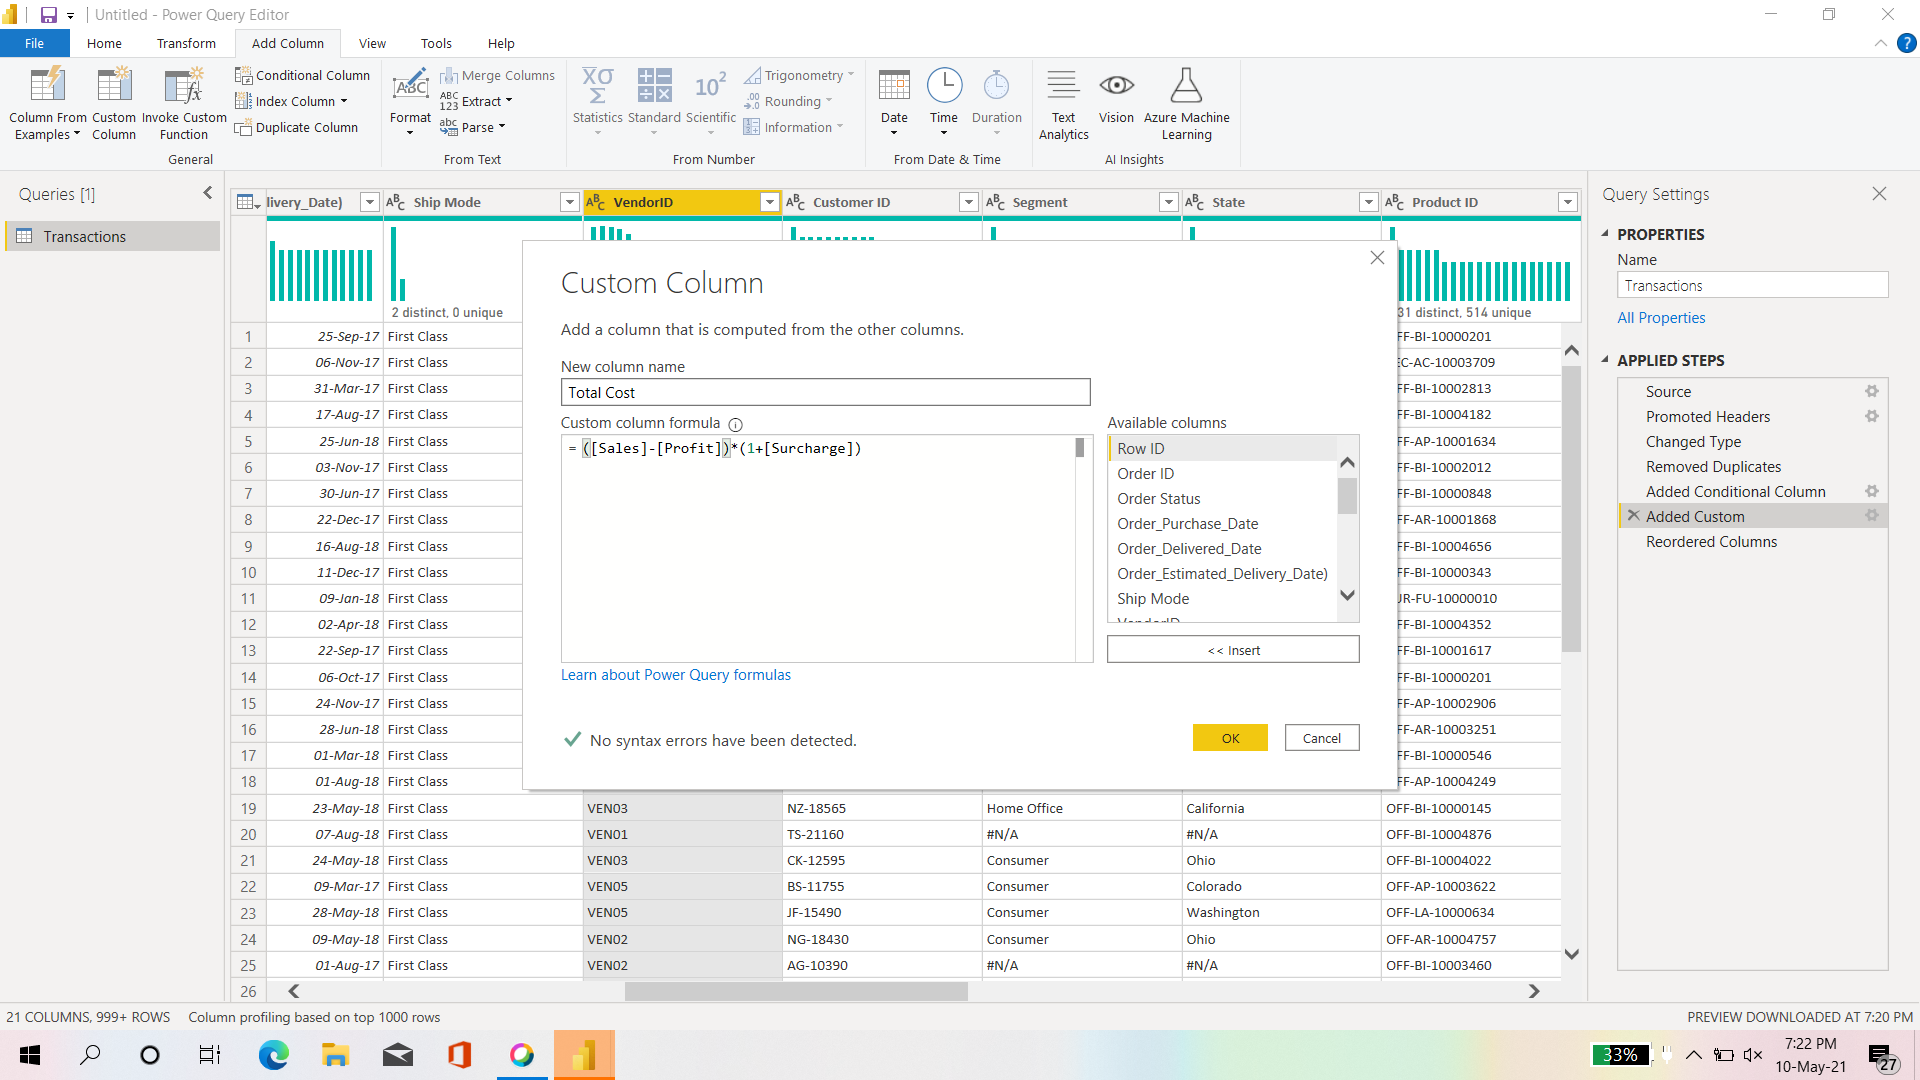 Untitled - Power Query Editor
File Home Transform Add Column View Tools Help
Column From Examples
Custom Column
Invoke Custom Function
Conditional Column
Index Column
Duplicate Column
General
Format
Merge Columns
Extract
Parse
From Text
Statistics
Standard
Scientific
Trigonometry
Rounding
Information
From Number
Date
Time
Duration
From Date & Time
Text Analytics
Vision
Azure Machine Learning
AI Insights
Queries [1]
Transactions
livery_Date) Ship Mode VendorID Customer ID Segment State Product ID
2 distinct, 0 unique
31 distinct, 514 unique
1 25-Sep-17 First Class FF-BI-10000201
2 06-Nov-17 First Class EC-AC-10003709
3 31-Mar-17 First Class FF-BI-10002813
4 17-Aug-17 First Class FF-BI-10004182
5 25-Jun-18 First Class FF-AP-10001634
6 03-Nov-17 First Class FF-BI-10002012
7 30-Jun-17 First Class FF-BI-10000848
8 22-Dec-17 First Class FF-AR-10001868
9 16-Aug-18 First Class FF-BI-10004656
10 11-Dec-17 First Class FF-BI-10000343
11 09-Jan-18 First Class UR-FU-10000010
12 02-Apr-18 First Class FF-BI-10004352
13 22-Sep-17 First Class FF-BI-10001617
14 06-Oct-17 First Class FF-BI-10000201
15 24-Nov-17 First Class FF-AP-10002906
16 28-Jun-18 First Class FF-AR-10003251
17 01-Mar-18 First Class FF-BI-10000546
18 01-Aug-18 First Class FF-AP-10004249
19 23-May-18 First Class VEN03 NZ-18565 Home Office California OFF-BI-10000145
20 07-Aug-18 First Class VEN01 TS-21160 #N/A #N/A OFF-BI-10004876
21 24-May-18 First Class VEN03 CK-12595 Consumer Ohio OFF-BI-10004022
22 09-Mar-17 First Class VEN05 BS-11755 Consumer Colorado OFF-AP-10003622
23 28-May-18 First Class VEN05 JF-15490 Consumer Washington OFF-LA-10000634
24 09-May-18 First Class VEN02 NG-18430 Consumer Ohio OFF-AR-10004757
25 01-Aug-17 First Class VEN02 AG-10390 #N/A #N/A OFF-BI-10003460
26
Custom Column
Add a column that is computed from the other columns.
New column name
Total Cost
Custom column formula
= ([Sales]-[Profit])*(1+[Surcharge])
Available columns
Row ID
Order ID
Order Status
Order_Purchase_Date
Order_Delivered_Date
Order_Estimated_Delivery_Date)
Ship Mode
VendorID
<< Insert
Learn about Power Query formulas
No syntax errors have been detected.
OK Cancel
Query Settings
PROPERTIES
Name
Transactions
All Properties
APPLIED STEPS
Source
Promoted Headers
Changed Type
Removed Duplicates
Added Conditional Column
Added Custom
Reordered Columns
21 COLUMNS, 999+ ROWS Column profiling based on top 1000 rows PREVIEW DOWNLOADED AT 7:20 PM
33%
7:22 PM
10-May-21
27